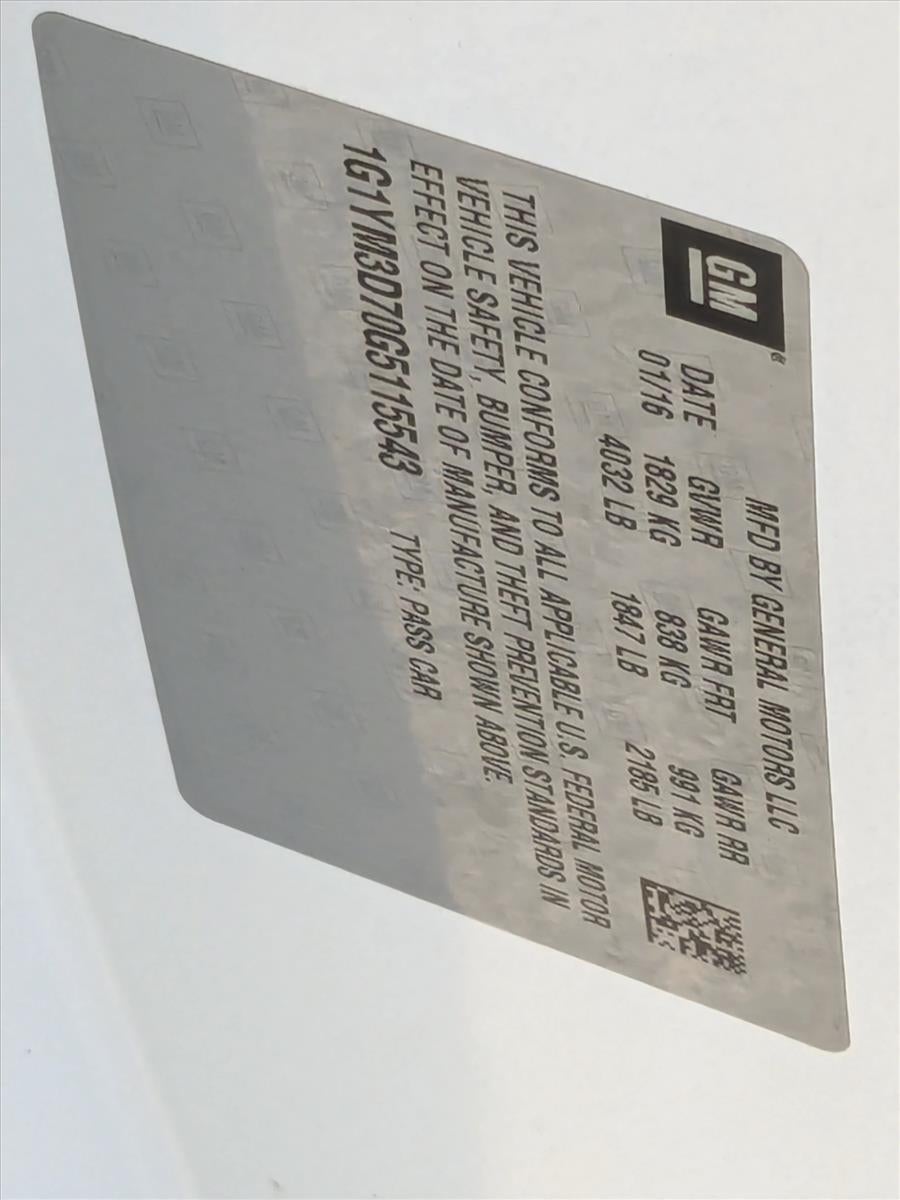 GM®
MFD BY GENERAL MOTORS LLC
DATE GVWR GAWR FRT GAWR RR
01/16 1829 KG 838 KG 991 KG
4032 LB 1847 LB 2185 LB
THIS VEHICLE CONFORMS TO ALL APPLICABLE U.S. FEDERAL MOTOR
VEHICLE SAFETY, BUMPER, AND THEFT PREVENTION STANDARDS IN
EFFECT ON THE DATE OF MANUFACTURE SHOWN ABOVE.
1G1YM3D70G5115543 TYPE: PASS CAR